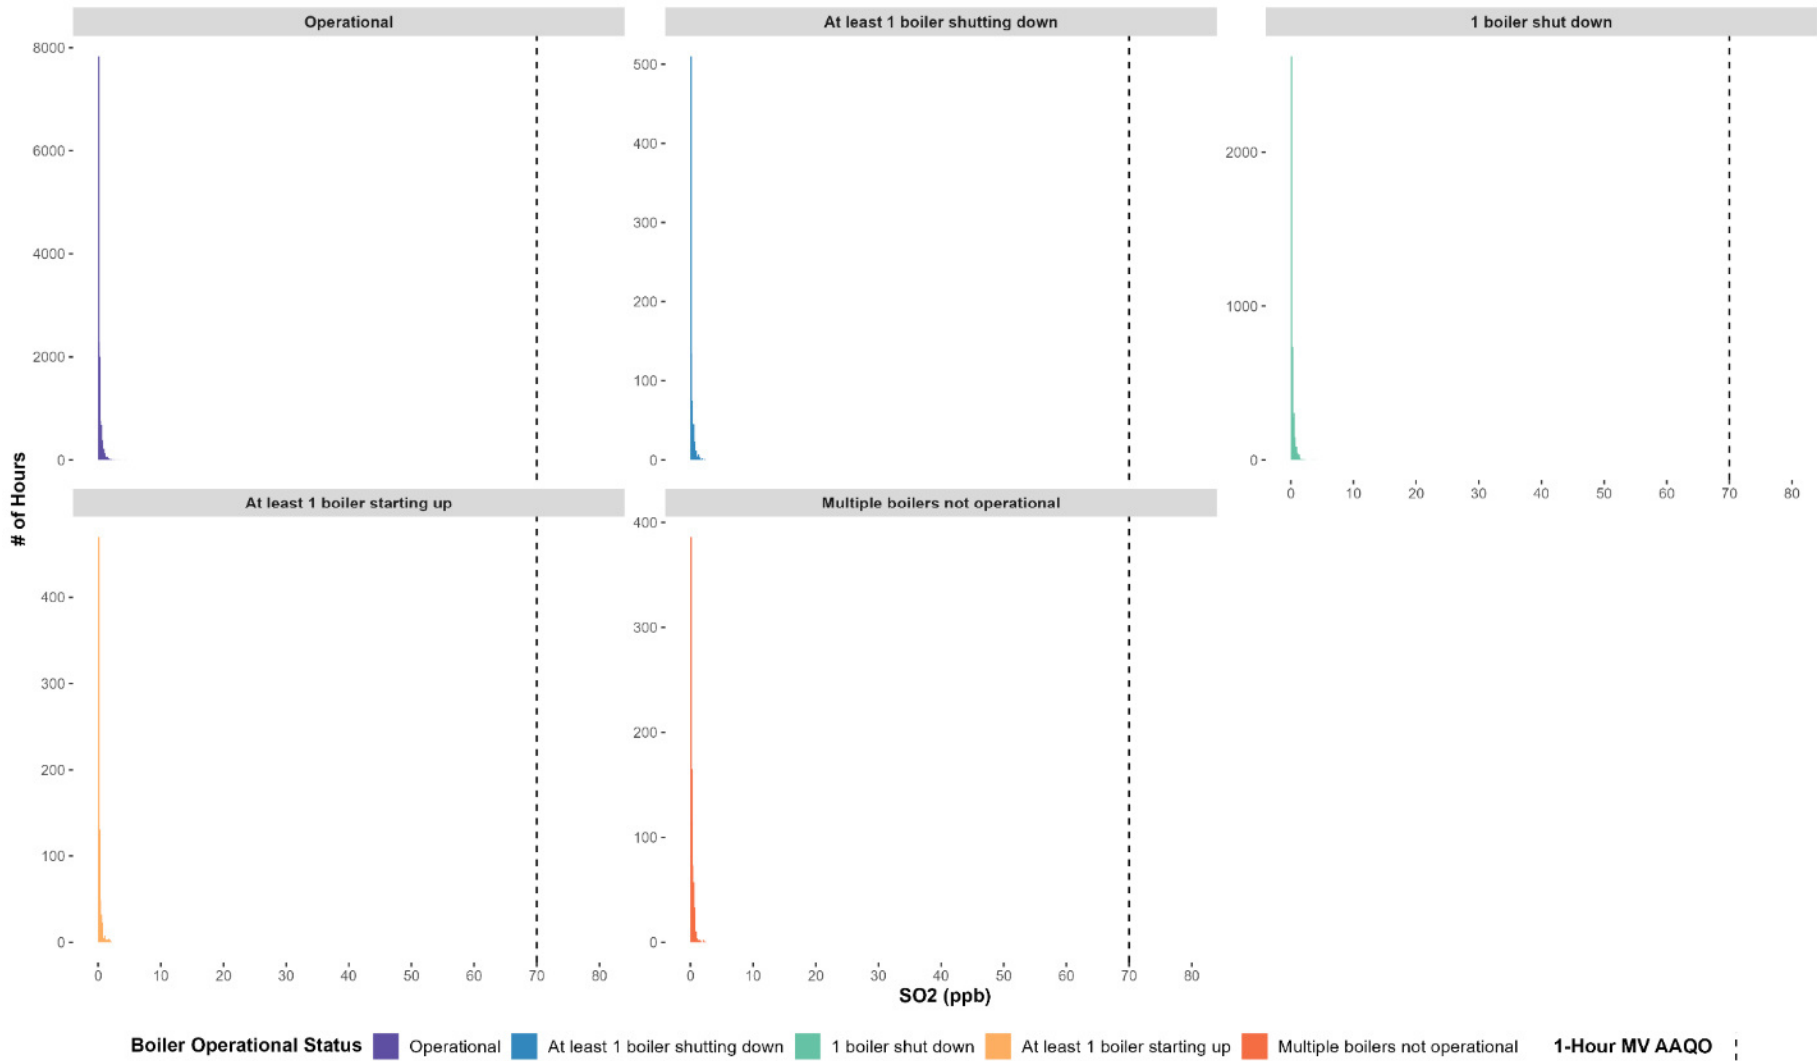 Operational
At least 1 boiler shutting down
1 boiler shut down
8000
6000
4000
2000
0
500
400
300
200
100
0
2000
1000
0
0 10 20 30 40 50 60 70 80
# of Hours
At least 1 boiler starting up
Multiple boilers not operational
400
300
200
100
0
400
300
200
100
0
0 10 20 30 40 50 60 70 80
0 10 20 30 40 50 60 70 80
SO2 (ppb)
Boiler Operational Status Operational At least 1 boiler shutting down 1 boiler shut down At least 1 boiler starting up Multiple boilers not operational 1-Hour MV AAQO